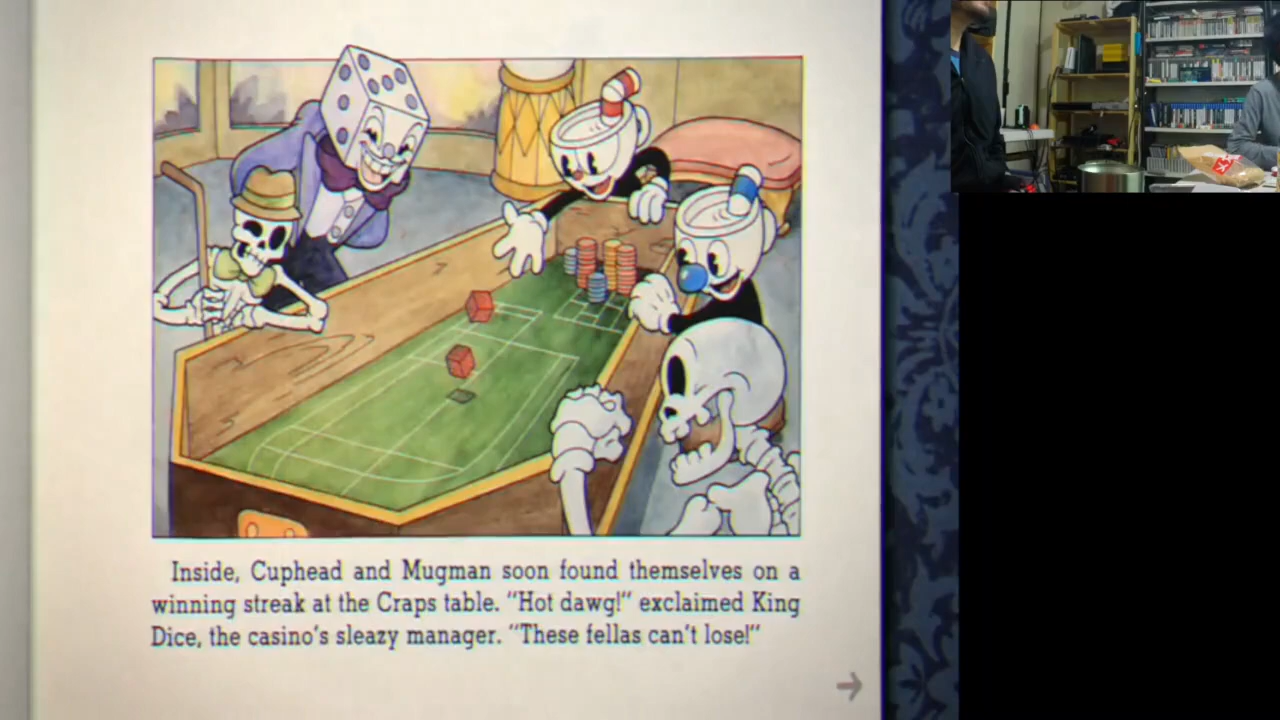 Inside, Cuphead and Mugman soon found themselves on a
winning streak at the Craps table. "Hot dawg!" exclaimed King
Dice, the casino's sleazy manager. "These fellas can't lose!"